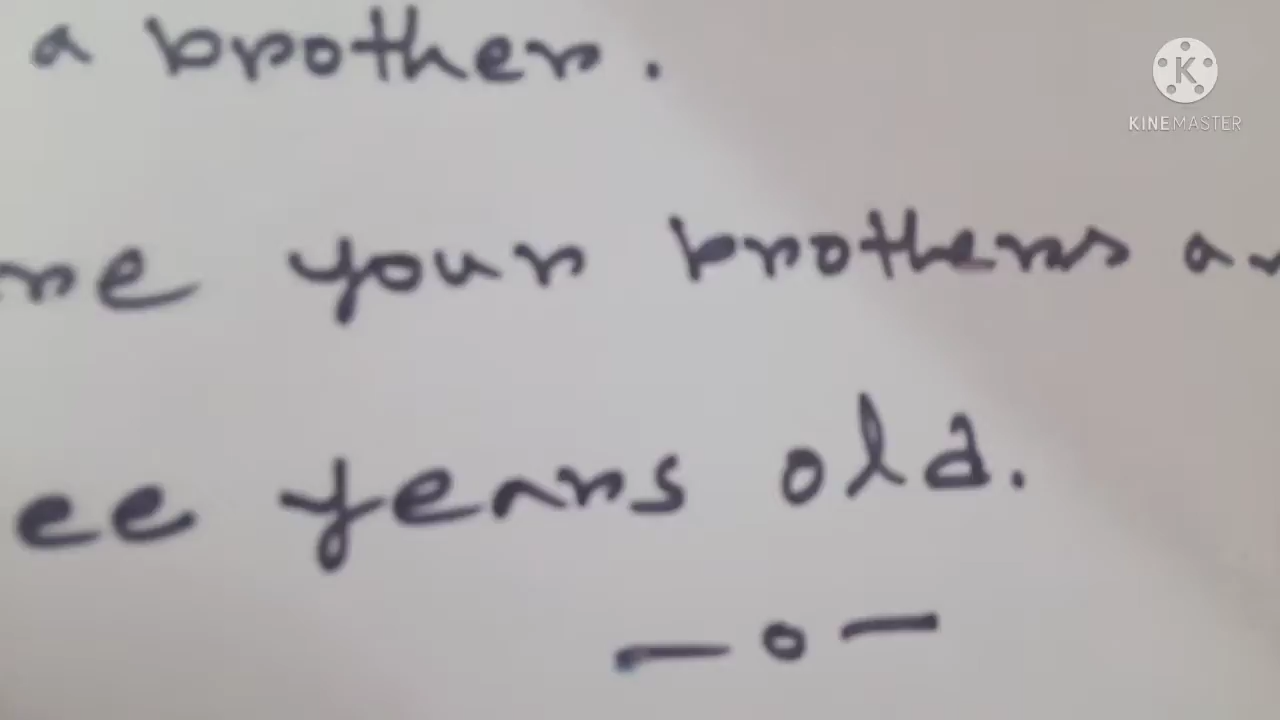 a brother.
KINEMASTER
re your brothers
ee years old.
— o —